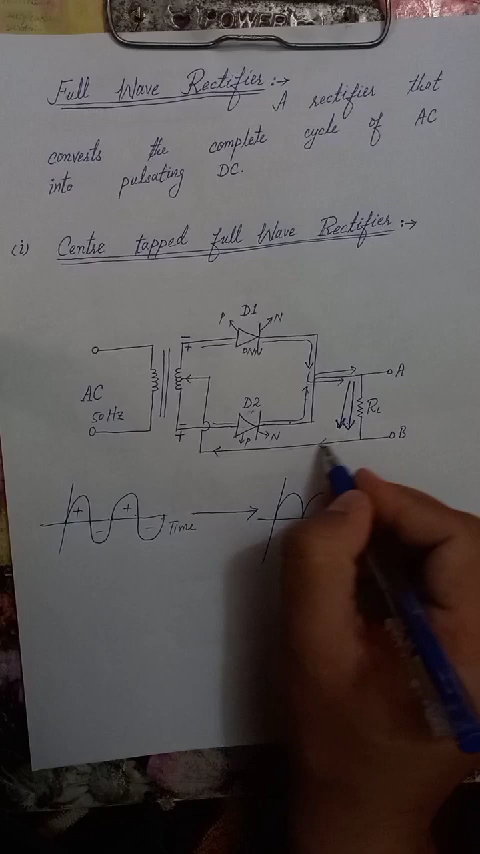 POWER
Full Wave Rectifier :→ A rectifier that
converts the complete cycle of AC
into pulsating DC.
(i) Centre tapped full Wave Rectifier :→
D1
P N
+
A
AC
50 Hz
D2
RL
+
P N
B
+ +
- -
Time